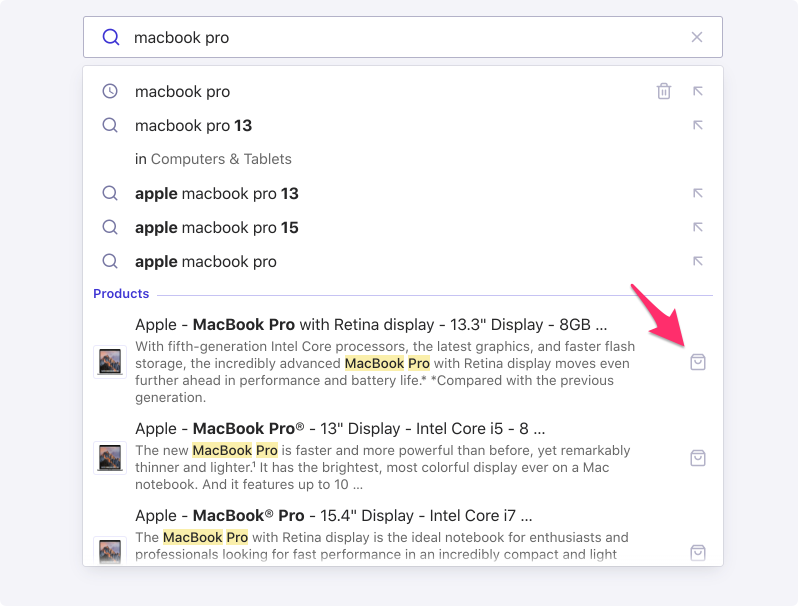 macbook pro
macbook pro
macbook pro 13
in Computers & Tablets
apple macbook pro 13
apple macbook pro 15
apple macbook pro
Products
Apple - MacBook Pro with Retina display - 13.3" Display - 8GB ...
With fifth-generation Intel Core processors, the latest graphics, and faster flash
storage, the incredibly advanced MacBook Pro with Retina display moves even
further ahead in performance and battery life.* *Compared with the previous
generation.
Apple - MacBook Pro® - 13" Display - Intel Core i5 - 8 ...
The new MacBook Pro is faster and more powerful than before, yet remarkably
thinner and lighter.¹ It has the brightest, most colorful display ever on a Mac
notebook. And it features up to 10 ...
Apple - MacBook® Pro - 15.4" Display - Intel Core i7 ...
The MacBook Pro with Retina display is the ideal notebook for enthusiasts and
professionals looking for fast performance in an incredibly compact and light